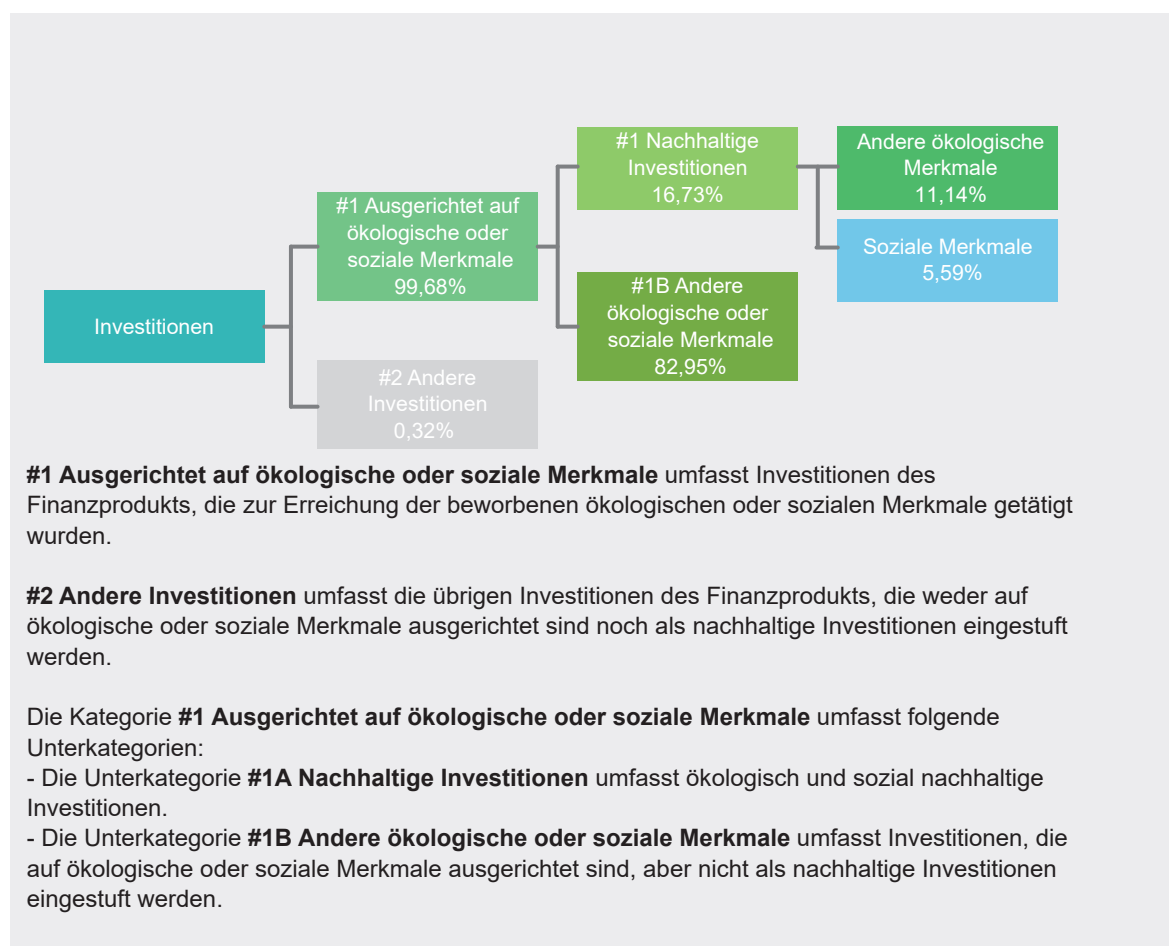 #1 Nachhaltige
Investitionen
16,73%
Andere ökologische
Merkmale
11,14%
#1 Ausgerichtet auf
ökologische oder
soziale Merkmale
99,68%
Soziale Merkmale
5,59%
Investitionen
#1B Andere
ökologische oder
soziale Merkmale
82,95%
#2 Andere
Investitionen
0,32%
#1 Ausgerichtet auf ökologische oder soziale Merkmale umfasst Investitionen des
Finanzprodukts, die zur Erreichung der beworbenen ökologischen oder sozialen Merkmale getätigt
wurden.
#2 Andere Investitionen umfasst die übrigen Investitionen des Finanzprodukts, die weder auf
ökologische oder soziale Merkmale ausgerichtet sind noch als nachhaltige Investitionen eingestuft
werden.
Die Kategorie #1 Ausgerichtet auf ökologische oder soziale Merkmale umfasst folgende
Unterkategorien:
- Die Unterkategorie #1A Nachhaltige Investitionen umfasst ökologisch und sozial nachhaltige
Investitionen.
- Die Unterkategorie #1B Andere ökologische oder soziale Merkmale umfasst Investitionen, die
auf ökologische oder soziale Merkmale ausgerichtet sind, aber nicht als nachhaltige Investitionen
eingestuft werden.